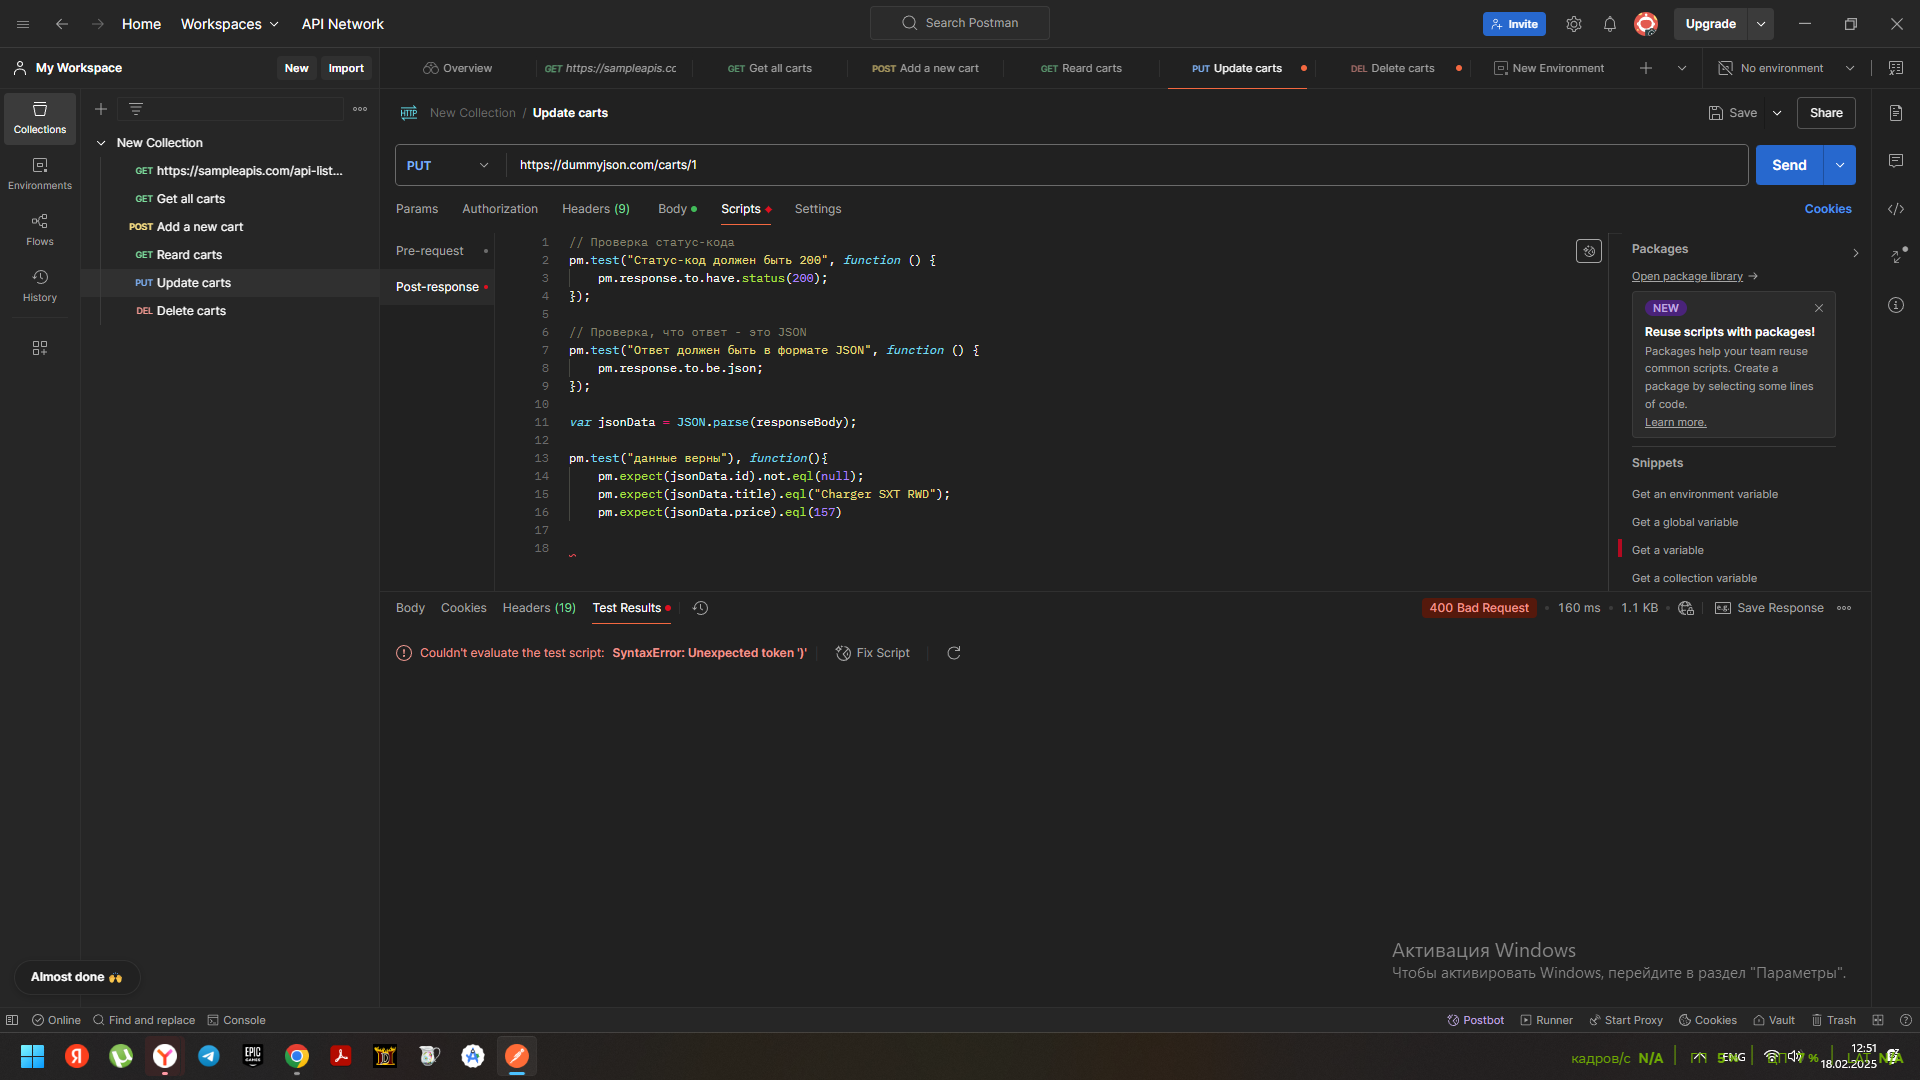 Home
Workspaces
API Network
Search Postman
Invite
Upgrade
My Workspace
New
Import
Overview
GET https://sampleapis.cc
GET Get all carts
POST Add a new cart
GET Reard carts
PUT Update carts
DEL Delete carts
New Environment
No environment
Collections
Environments
Flows
History
New Collection
GET https://sampleapis.com/api-list...
GET Get all carts
POST Add a new cart
GET Reard carts
PUT Update carts
DEL Delete carts
HTTP New Collection / Update carts
Save
Share
PUT
https://dummyjson.com/carts/1
Send
Params
Authorization
Headers (9)
Body
Scripts
Settings
Cookies
Pre-request
Post-response
1 // Проверка статус-кода
2 pm.test("Статус-код должен быть 200", function () {
3 pm.response.to.have.status(200);
4 });
5
6 // Проверка, что ответ - это JSON
7 pm.test("Ответ должен быть в формате JSON", function () {
8 pm.response.to.be.json;
9 });
10
11 var jsonData = JSON.parse(responseBody);
12
13 pm.test("данные верны"), function(){
14 pm.expect(jsonData.id).not.eql(null);
15 pm.expect(jsonData.title).eql("Charger SXT RWD");
16 pm.expect(jsonData.price).eql(157)
17
18
Packages
Open package library →
NEW
Reuse scripts with packages!
Packages help your team reuse
common scripts. Create a
package by selecting some lines
of code.
Learn more.
Snippets
Get an environment variable
Get a global variable
Get a variable
Get a collection variable
Body
Cookies
Headers (19)
Test Results
400 Bad Request
160 ms
1.1 KB
e.g. Save Response
Couldn't evaluate the test script: SyntaxError: Unexpected token ')'
Fix Script
Активация Windows
Чтобы активировать Windows, перейдите в раздел "Параметры".
Almost done 🙌
Online
Find and replace
Console
Postbot
Runner
Start Proxy
Cookies
Vault
Trash
EPIC GAMES
кадров/с N/A
ENG
12:51
18.02.2025